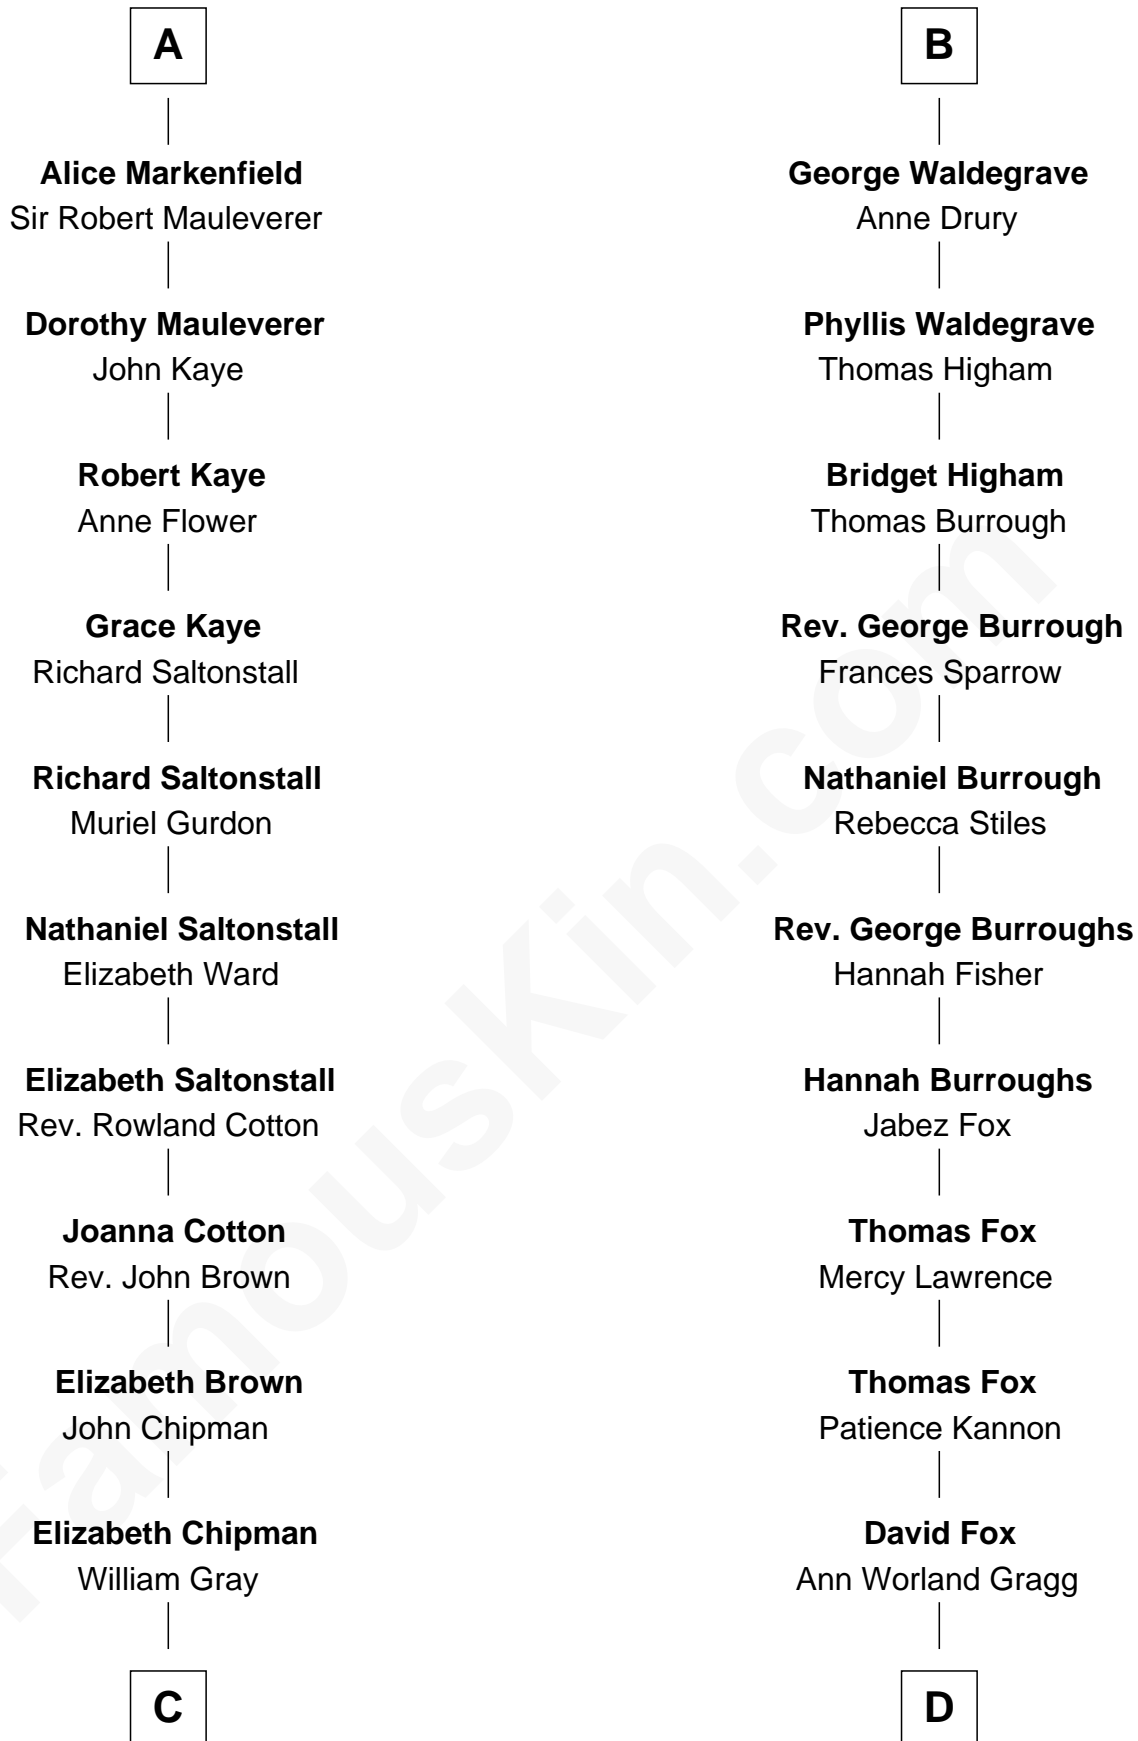 A
Alice Markenfield
Sir Robert Mauleverer
Dorothy Mauleverer
John Kaye
Robert Kaye
Anne Flower
Grace Kaye
Richard Saltonstall
Richard Saltonstall
Muriel Gurdon
Nathaniel Saltonstall
Elizabeth Ward
Elizabeth Saltonstall
Rev. Rowland Cotton
Joanna Cotton
Rev. John Brown
Elizabeth Brown
John Chipman
Elizabeth Chipman
William Gray
C
B
George Waldegrave
Anne Drury
Phyllis Waldegrave
Thomas Higham
Bridget Higham
Thomas Burrough
Rev. George Burrough
Frances Sparrow
Nathaniel Burrough
Rebecca Stiles
Rev. George Burroughs
Hannah Fisher
Hannah Burroughs
Jabez Fox
Thomas Fox
Mercy Lawrence
Thomas Fox
Patience Kannon
David Fox
Ann Worland Gragg
D
FamousKin.com